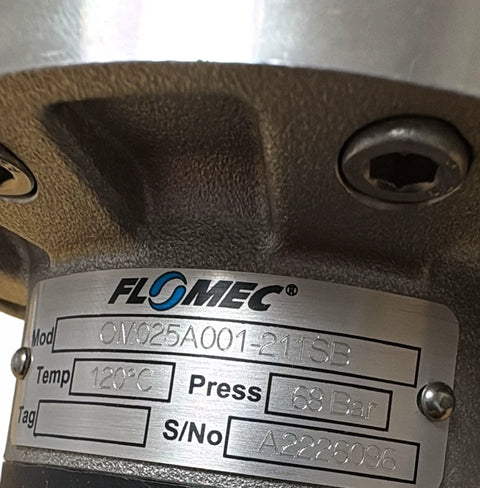 FLOMEC®
Mod OM025A001-211SB
Temp 120°C Press 68 Bar
Tag S/No A2226096